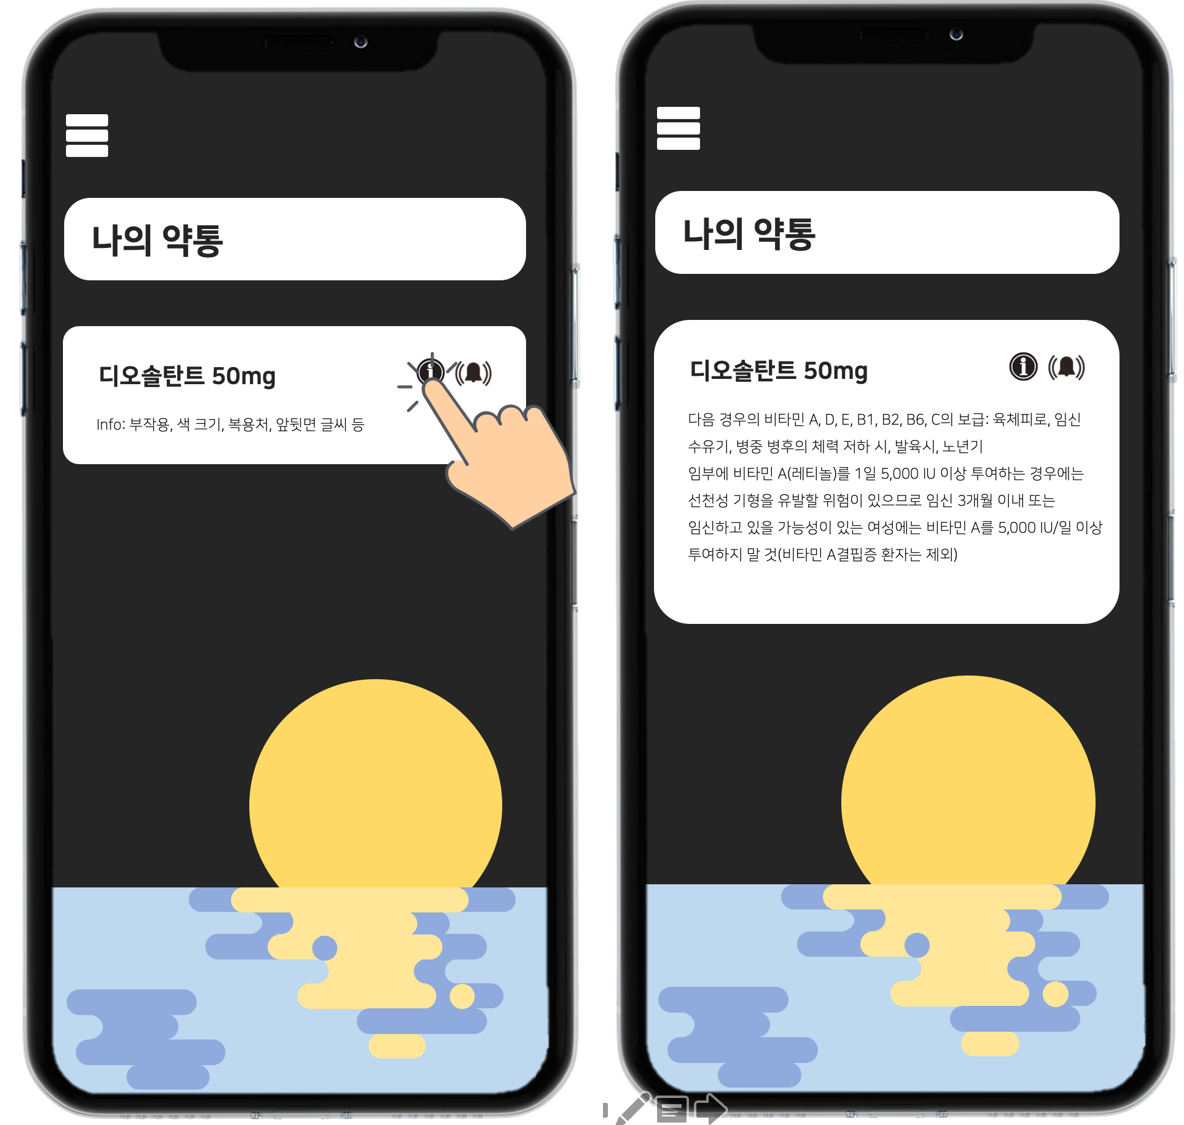 나의 약통
디오솔탄트 50mg
Info: 부작용, 색 크기, 복용처, 앞뒷면 글씨 등
나의 약통
디오솔탄트 50mg
다음 경우의 비타민 A, D, E, B1, B2, B6, C의 보급: 육체피로, 임신
수유기, 병중 병후의 체력 저하 시, 발육시, 노년기
임부에 비타민 A(레티놀)를 1일 5,000 IU 이상 투여하는 경우에는
선천성 기형을 유발할 위험이 있으므로 임신 3개월 이내 또는
임신하고 있을 가능성이 있는 여성에는 비타민 A를 5,000 IU/일 이상
투여하지 말 것(비타민 A결핍증 환자는 제외)